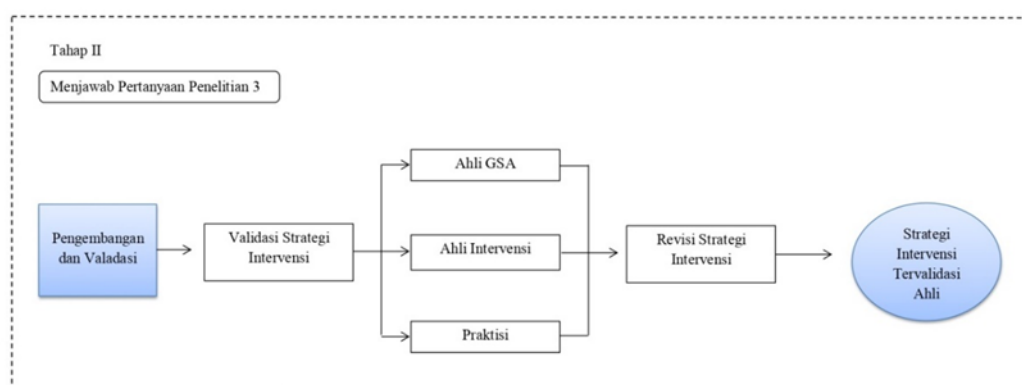 Tahap II
Menjawab Pertanyaan Penelitian 3
Pengembangan
dan Valadasi
Validasi Strategi
Intervensi
Ahli GSA
Ahli Intervensi
Praktisi
Revisi Strategi
Intervensi
Strategi
Intervensi
Tervalidasi
Ahli